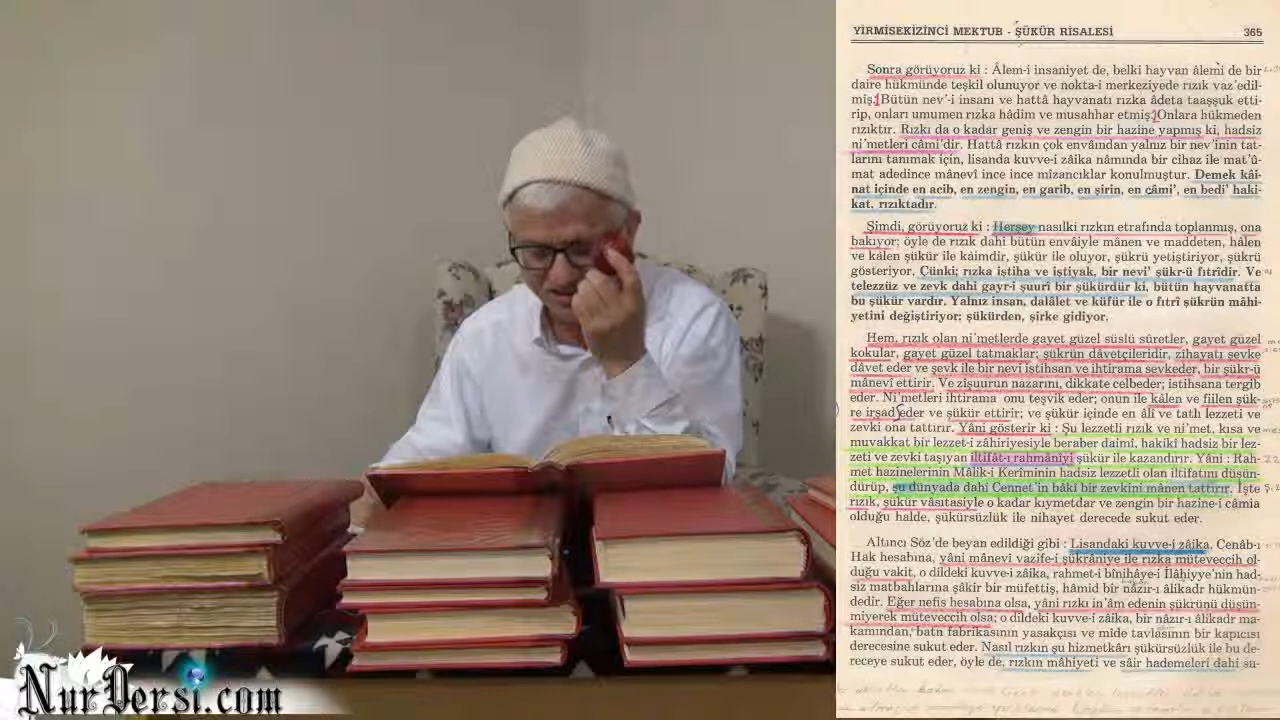 YİRMİSEKİZİNCİ MEKTUB - ŞÜKÜR RİSALESİ 365
Sonra görüyoruz ki : Âlem-i insaniyet de, belki hayvan âlemi de bir
daire hükmünde teşkil olunuyor ve nokta-i merkeziyede rızık vaz'edil-
miş. Bütün nev'-i insanı ve hattâ hayvanatı rızka âdeta taaşşuk etti-
rip, onları umumen rızka hâdim ve musahhar etmiş. Onlara hükmeden
rızıktır. Rızkı da o kadar geniş ve zengin bir hazine yapmış ki, hadsiz
ni'metleri câmi'dir. Hattâ rızkın çok envâından yalnız bir nev'inin tat-
larını tanımak için, lisanda kuvve-i zâika nâmında bir cihaz ile mat'û-
mat adedince mânevî ince ince mizancıklar konulmuştur. Demek kâi-
nat içinde en acib, en zengin, en garib, en şirin, en câmi', en bedi' haki-
kat, rızıktadır.
Şimdi, görüyoruz ki : Herşey nasılki rızkın etrafında toplanmış, ona
bakıyor; öyle de rızık dahi bütün envâiyle mânen ve maddeten, hâlen
ve kâlen şükür ile kâimdir, şükür ile oluyor, şükrü yetiştiriyor, şükrü
gösteriyor. Çünki; rızka iştiha ve iştiyak, bir nevi' şükr-ü fıtrîdir. Ve
telezzüz ve zevk dahi gayr-i şuurî bir şükürdür ki, bütün hayvanatta
bu şükür vardır. Yalnız insan, dalâlet ve küfür ile o fıtrî şükrün mâhi-
yetini değiştiriyor; şükürden, şirke gidiyor.
Hem, rızık olan ni'metlerde gayet güzel süslü sûretler, gayet güzel
kokular, gayet güzel tatmaklar; şükrün dâvetçileridir, zihayatı şevke
dâvet eder ve şevk ile bir nevi istihsan ve ihtirama sevkeder, bir şükr-ü
mânevî ettirir. Ve zişuurun nazarını, dikkate celbeder; istihsana tergib
eder. Ni'metleri ihtirama onu teşvik eder; onun ile kâlen ve fiilen şük-
re irşad eder ve şükür ettirir; ve şükür içinde en âlî ve tatlı lezzeti ve
zevki ona tattırır. Yâni gösterir ki : Şu lezzetli rızık ve ni'met, kısa ve
muvakkat bir lezzet-i zâhiriyesiyle beraber daimî, hakikî hadsiz bir lez-
zeti ve zevki taşıyan iltifât-ı rahmânîyi şükür ile kazandırır. Yâni : Rah-
met hazinelerinin Mâlik-i Kerîminin hadsiz lezzetli olan iltifatını düşün-
dürüp, şu dünyada dahi Cennet'in bâki bir zevkini mânen tattırır. İşte
rızık, şükür vâsıtasiyle o kadar kıymetdar ve zengin bir hazine-i câmia
olduğu halde, şükürsüzlük ile nihayet derecede sukut eder.
Altıncı Söz'de beyan edildiği gibi : Lisandaki kuvve-i zâika, Cenâb-ı
Hak hesabına, yâni mânevî vazife-i şükrâniye ile rızka müteveccih ol-
duğu vakit, o dildeki kuvve-i zâika, rahmet-i bînihâye-i İlâhiyye'nin had-
siz matbahlarına şâkir bir müfettiş, hâmid bir nâzır-ı âlikadr hükmün-
dedir. Eğer nefis hesabına olsa, yâni rızkı in'âm edenin şükrünü düşün-
miyerek müteveccih olsa; o dildeki kuvve-i zâika, bir nâzır-ı âlikadr ma-
kamından, batn fabrikasının yasakçısı ve mide tavlasının bir kapıcısı
derecesine sukut eder. Nasıl rızkın şu hizmetkârı şükürsüzlük ile bu de-
receye sukut eder, öyle de, rızkın mâhiyeti ve sâir hademeleri dahi su-
NurDersi.com